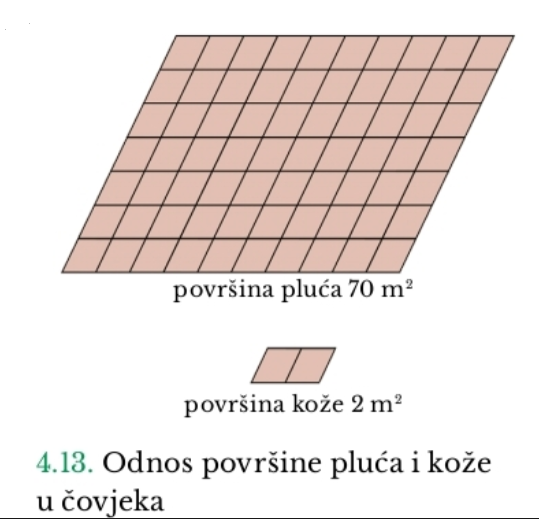 površina pluća 70 m²
površina kože 2 m²
4.13. Odnos površine pluća i kože
u čovjeka